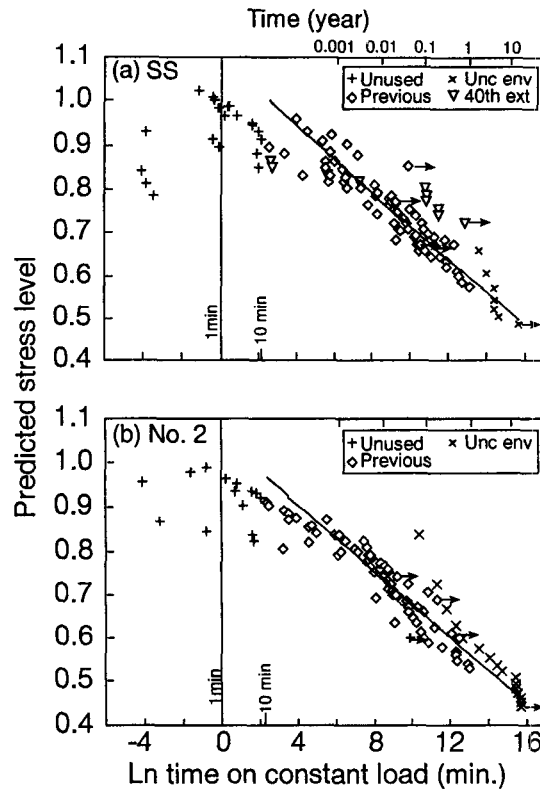 Time (year)
0.001 0.01 0.1 1 5 30
(a) SS
+ Unused × Unc env
◇ Previous ▽ 40th ext
1.1
1.0
0.9
0.8
0.7
0.6
0.5
0.4
1min
10 min
Predicted stress level
(b) No. 2
+ Unused × Unc env
◇ Previous
1.1
1.0
0.9
0.8
0.7
0.6
0.5
0.4
1min
10 min
-4 0 4 8 12 16
Ln time on constant load (min.)